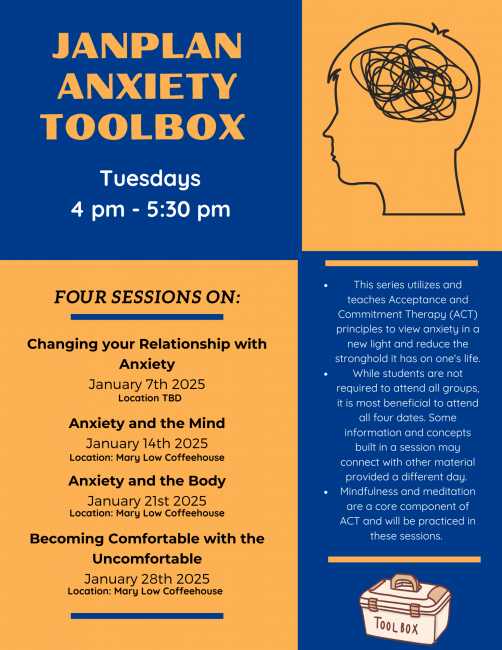 JANPLAN
ANXIETY
TOOLBOX
Tuesdays
4 pm - 5:30 pm
FOUR SESSIONS ON:
Changing your Relationship with
Anxiety
January 7th 2025
Location TBD
Anxiety and the Mind
January 14th 2025
Location: Mary Low Coffeehouse
Anxiety and the Body
January 21st 2025
Location: Mary Low Coffeehouse
Becoming Comfortable with the
Uncomfortable
January 28th 2025
Location: Mary Low Coffeehouse
• This series utilizes and
teaches Acceptance and
Commitment Therapy (ACT)
principles to view anxiety in a
new light and reduce the
stronghold it has on one's life.
• While students are not
required to attend all groups,
it is most beneficial to attend
all four dates. Some
information and concepts
built in a session may
connect with other material
provided a different day.
• Mindfulness and meditation
are a core component of
ACT and will be practiced in
these sessions.
TOOLBOX